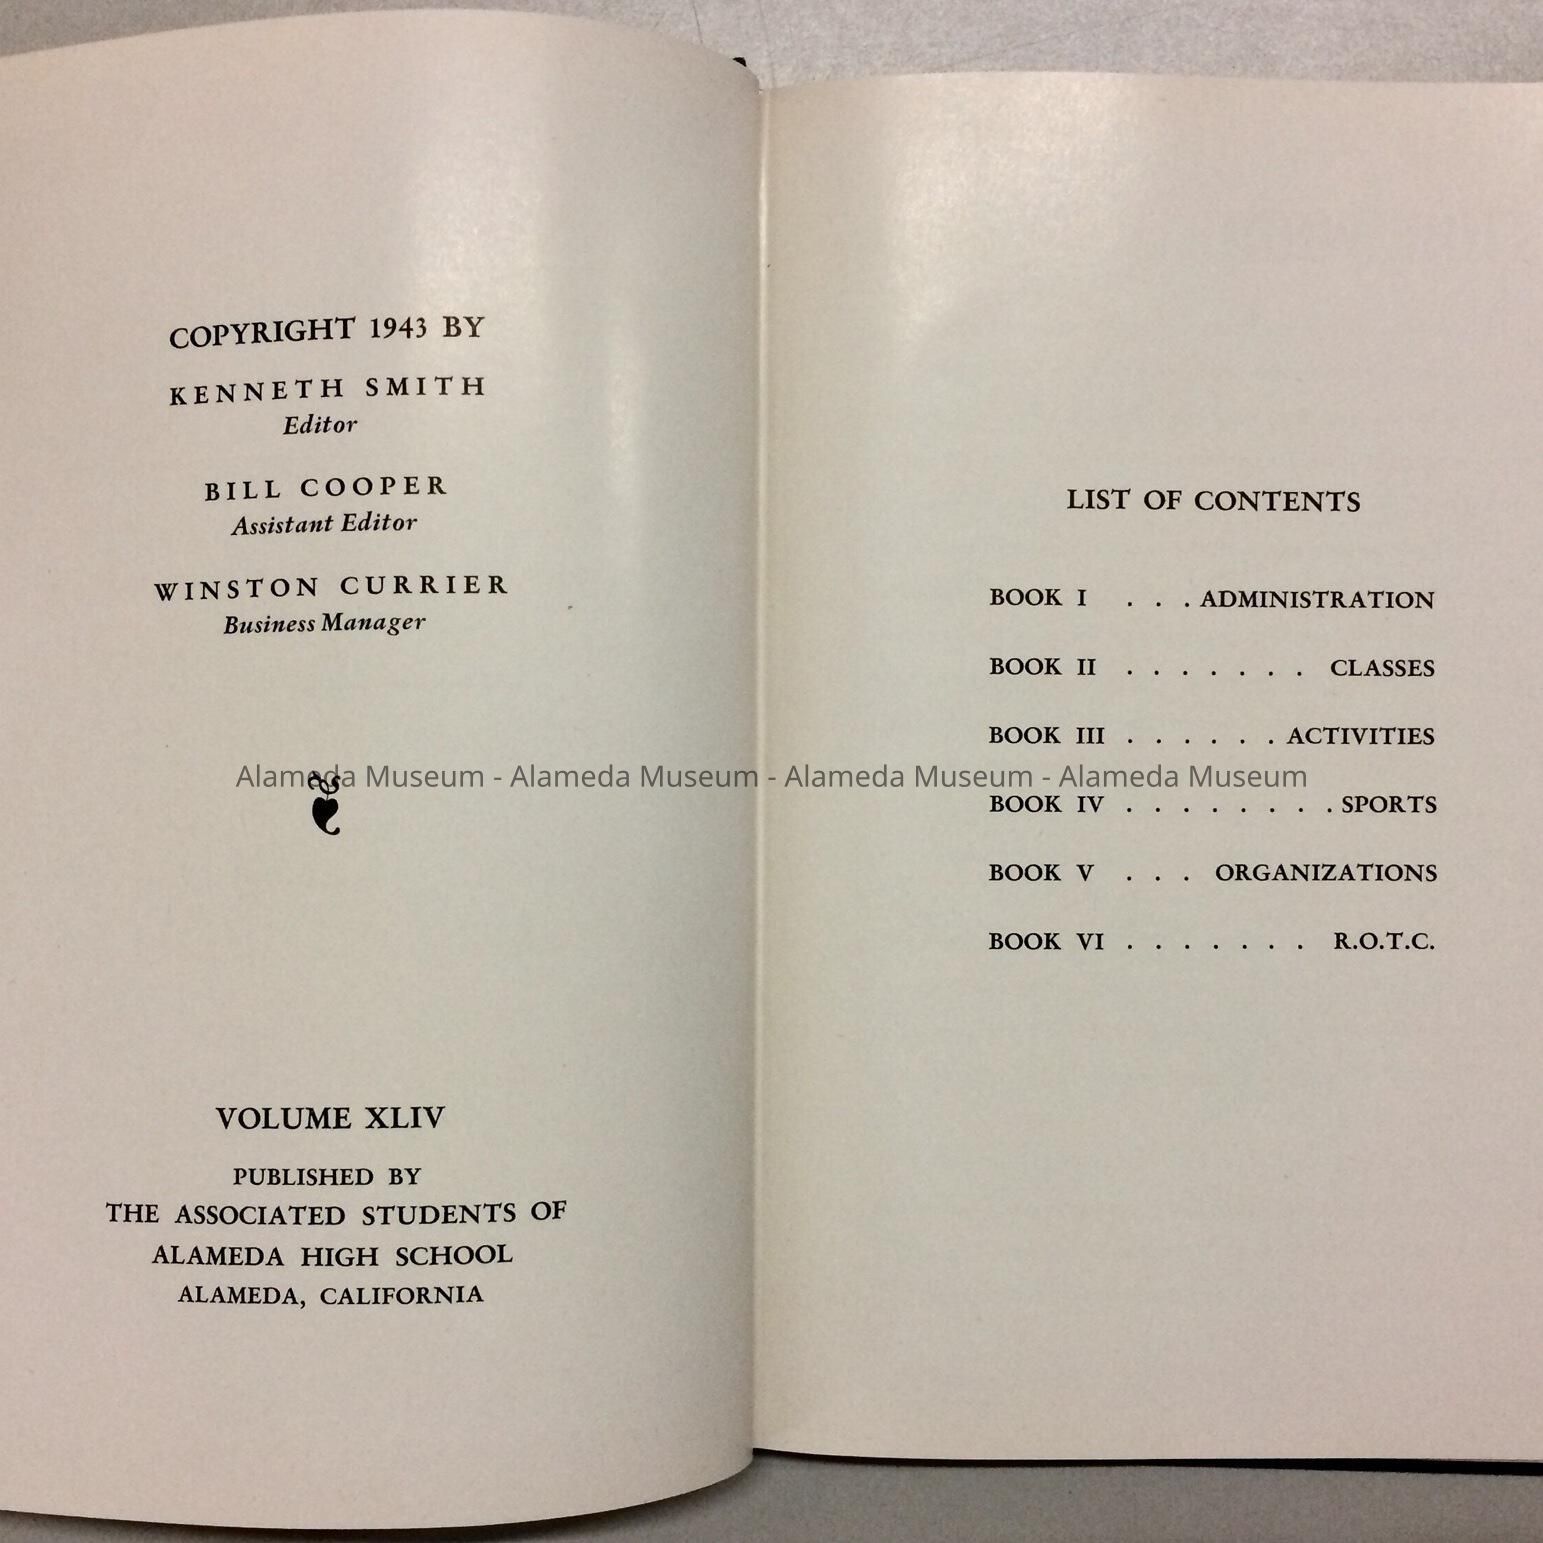 COPYRIGHT 1943 BY
KENNETH SMITH
Editor
BILL COOPER
Assistant Editor
WINSTON CURRIER
Business Manager
VOLUME XLIV
PUBLISHED BY
THE ASSOCIATED STUDENTS OF
ALAMEDA HIGH SCHOOL
ALAMEDA, CALIFORNIA
LIST OF CONTENTS
BOOK I . . . ADMINISTRATION
BOOK II . . . . . . . CLASSES
BOOK III . . . . . . ACTIVITIES
BOOK IV . . . . . . . . SPORTS
BOOK V . . . ORGANIZATIONS
BOOK VI . . . . . . . R.O.T.C.
Alameda Museum - Alameda Museum - Alameda Museum - Alameda Museum